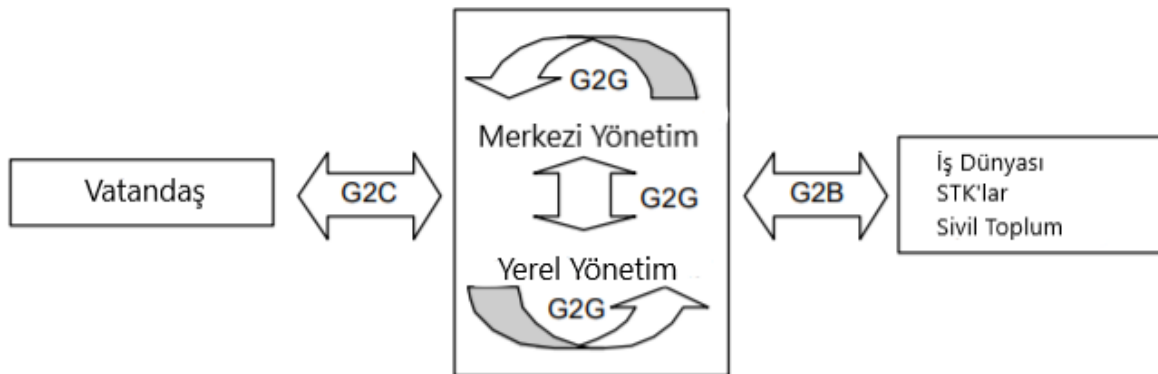 G2G
Merkezi Yönetim
Vatandaş
G2C
G2G
G2B
İş Dünyası
STK'lar
Sivil Toplum
Yerel Yönetim
G2G